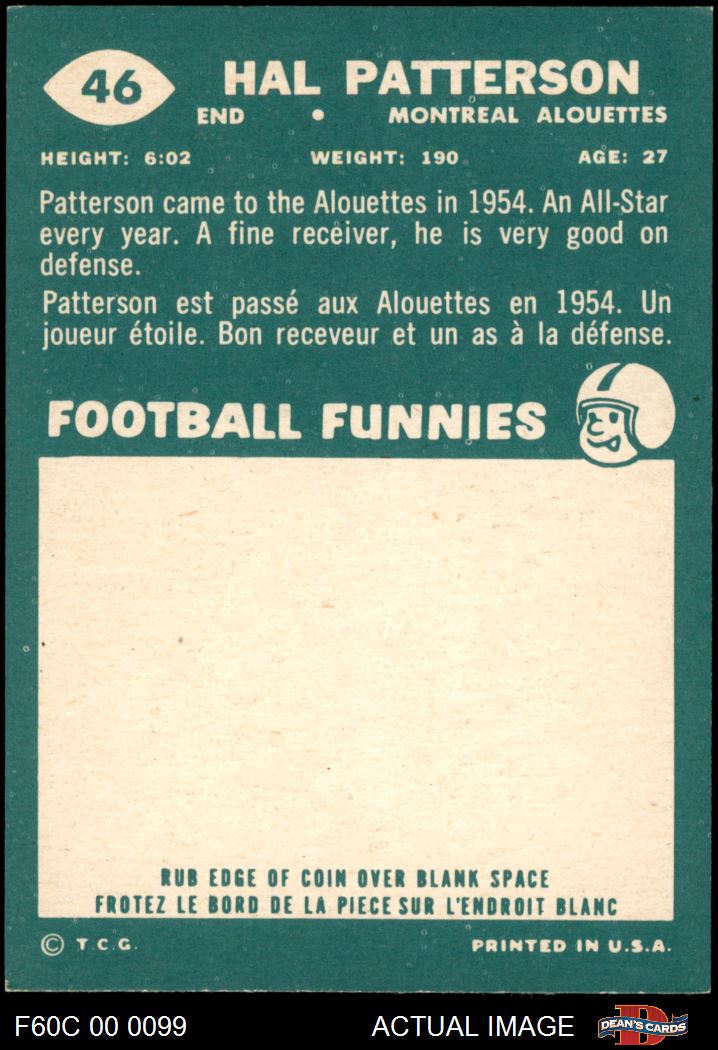 46
HAL PATTERSON
END • MONTREAL ALOUETTES
HEIGHT: 6:02 WEIGHT: 190 AGE: 27
Patterson came to the Alouettes in 1954. An All-Star
every year. A fine receiver, he is very good on
defense.
Patterson est passé aux Alouettes en 1954. Un
joueur étoile. Bon receveur et un as à la défense.
FOOTBALL FUNNIES
RUB EDGE OF COIN OVER BLANK SPACE
FROTEZ LE BORD DE LA PIECE SUR L'ENDROIT BLANC
© T.C.G. PRINTED IN U.S.A.
F60C 00 0099 ACTUAL IMAGE D DEAN'S CARDS